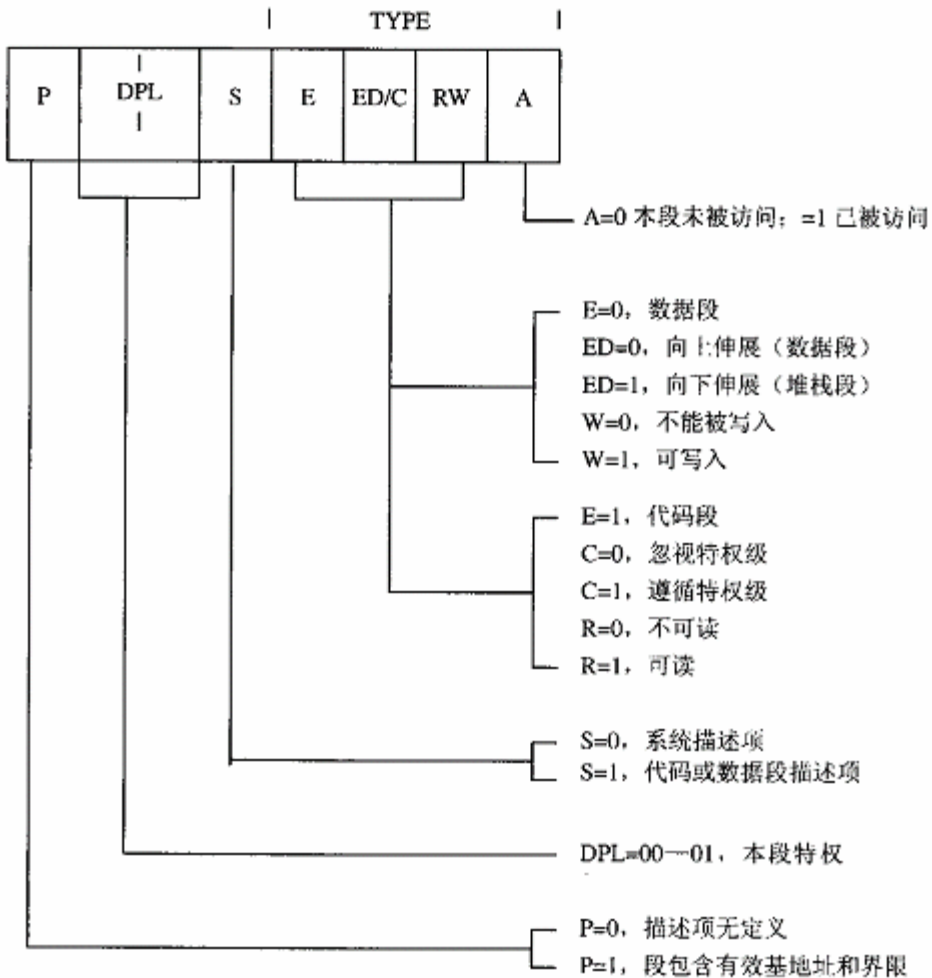 TYPE
P DPL S E ED/C RW A
A=0 本段未被访问；=1 已被访问
E=0，数据段
ED=0，向上伸展（数据段）
ED=1，向下伸展（堆栈段）
W=0，不能被写入
W=1，可写入
E=1，代码段
C=0，忽视特权级
C=1，遵循特权级
R=0，不可读
R=1，可读
S=0，系统描述项
S=1，代码或数据段描述项
DPL=00—01，本段特权
P=0，描述项无定义
P=1，段包含有效基地址和界限